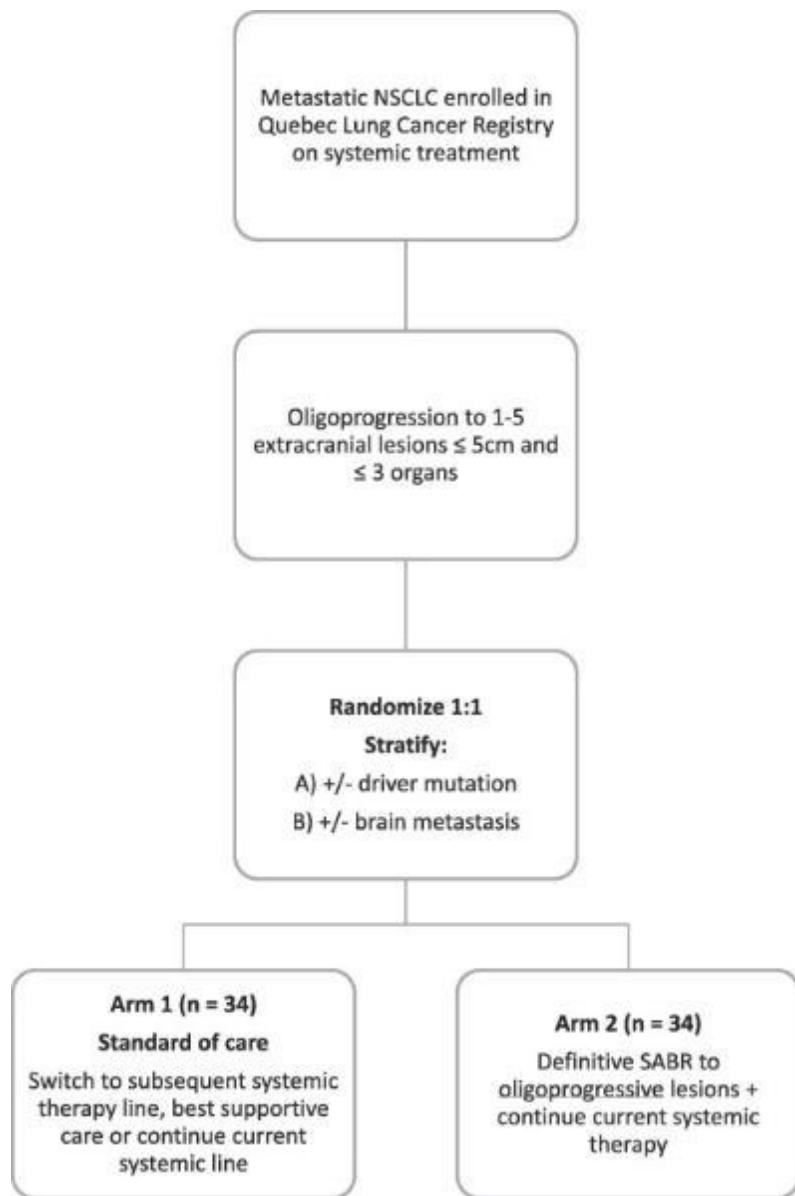 Metastatic NSCLC enrolled in
Quebec Lung Cancer Registry
on systemic treatment
Oligoprogression to 1-5
extracranial lesions ≤ 5cm and
≤ 3 organs
Randomize 1:1
Stratify:
A) +/- driver mutation
B) +/- brain metastasis
Arm 1 (n = 34)
Standard of care
Switch to subsequent systemic
therapy line, best supportive
care or continue current
systemic line
Arm 2 (n = 34)
Definitive SABR to
oligoprogressive lesions +
continue current systemic
therapy